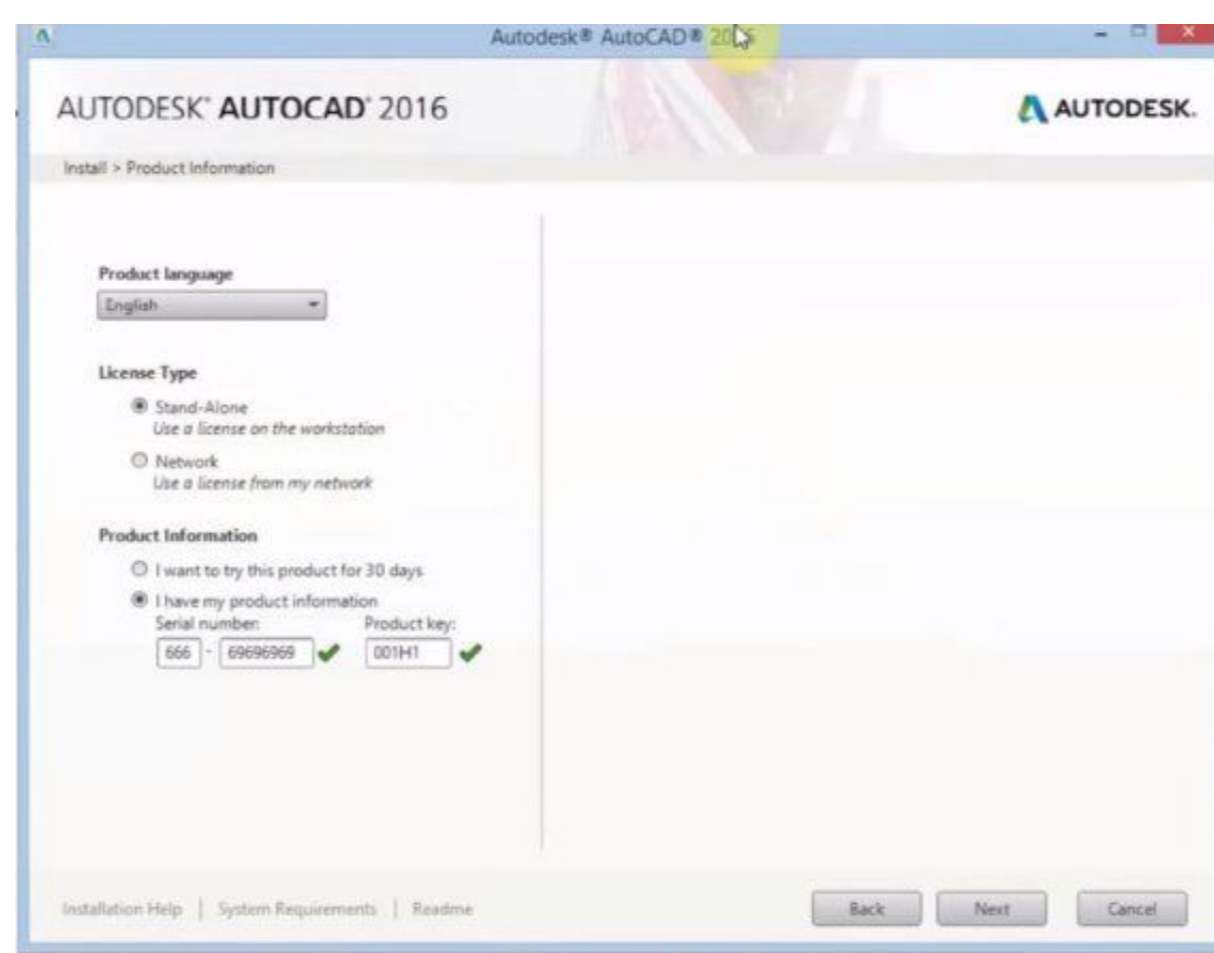 Autodesk® AutoCAD® 2016
AUTODESK® AUTOCAD® 2016
AUTODESK.
Install > Product Information
Product language
English
License Type
Stand-Alone
Use a license on the workstation
Network
Use a license from my network
Product Information
I want to try this product for 30 days
I have my product information
Serial number: Product key:
666 - 69696969 001H1
Installation Help | System Requirements | Readme
Back Next Cancel